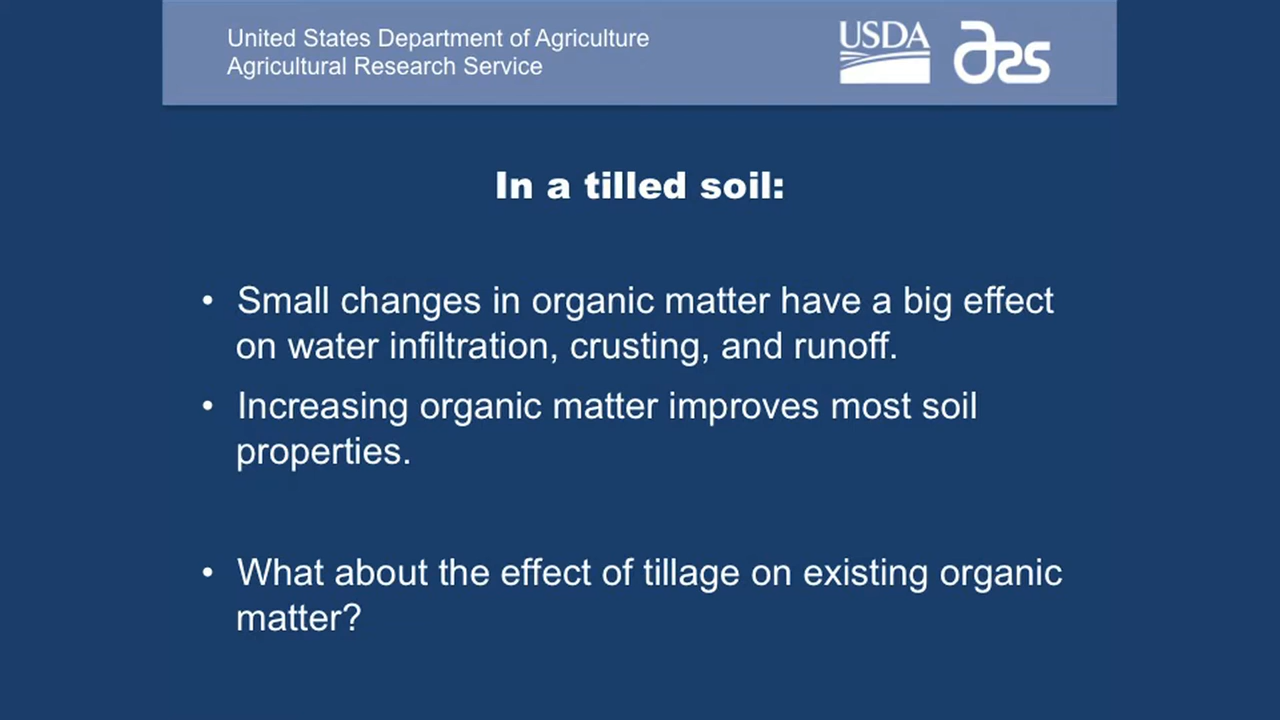 United States Department of Agriculture
Agricultural Research Service
USDA
ars
In a tilled soil:
• Small changes in organic matter have a big effect
on water infiltration, crusting, and runoff.
• Increasing organic matter improves most soil
properties.
• What about the effect of tillage on existing organic
matter?